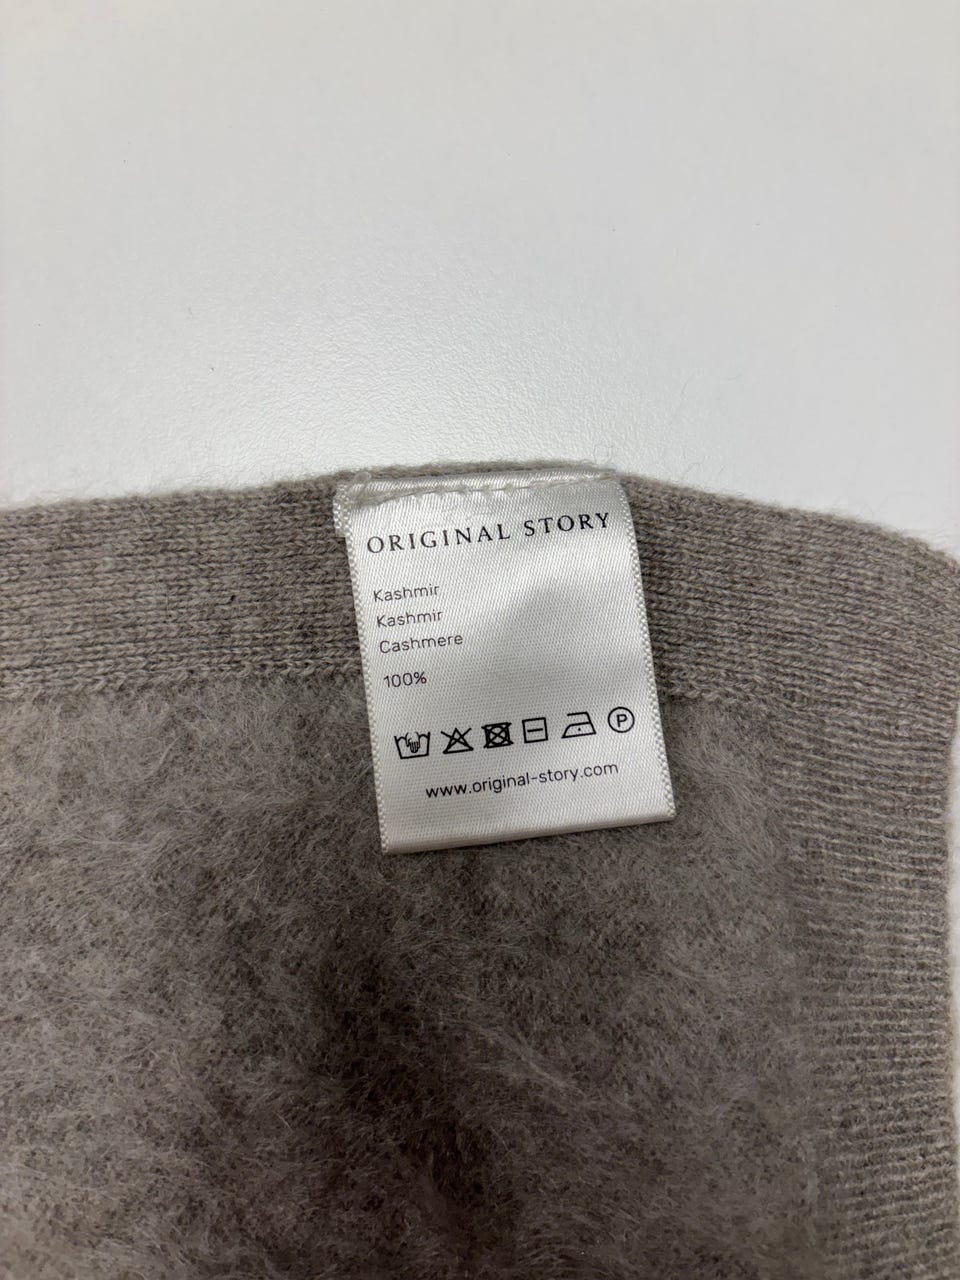 ORIGINAL STORY
Kashmir
Kashmir
Cashmere
100%
P
www.original-story.com